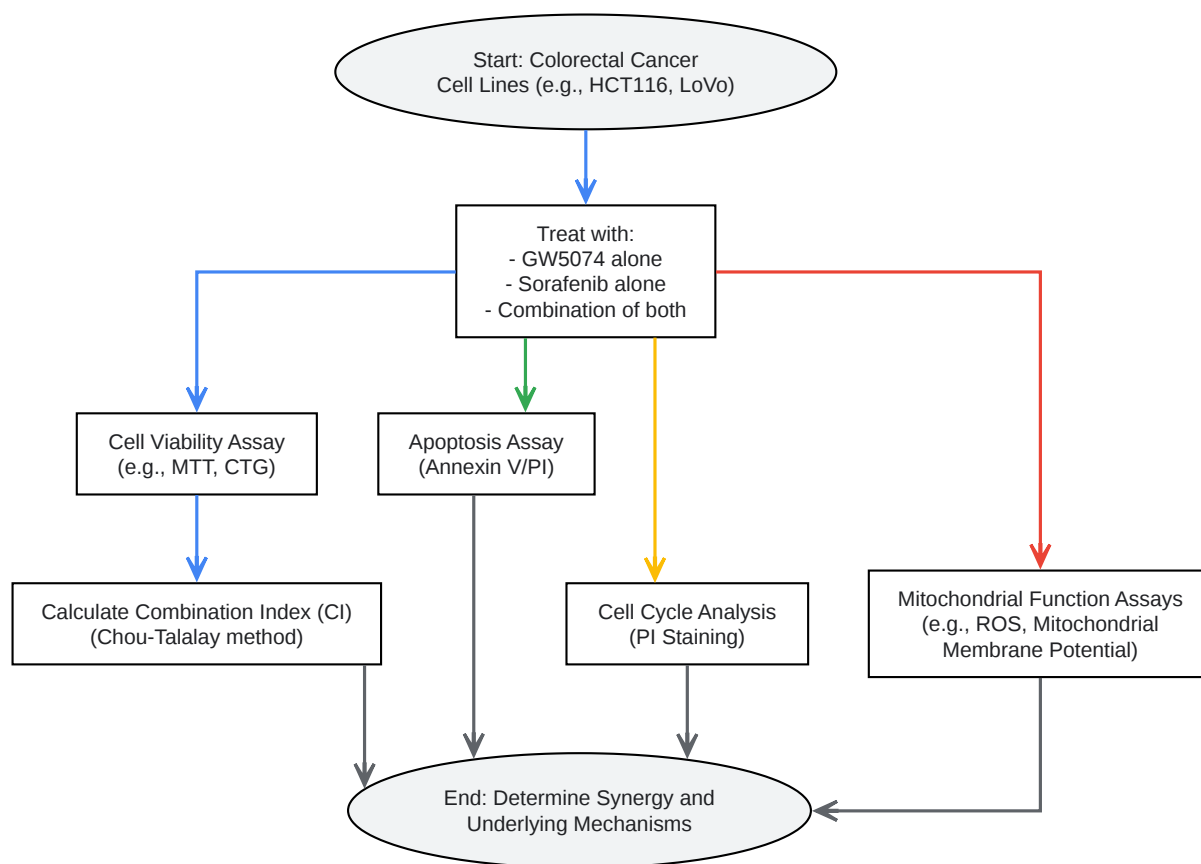 Start: Colorectal Cancer
Cell Lines (e.g., HCT116, LoVo)
Treat with:
- GW5074 alone
- Sorafenib alone
- Combination of both
Cell Viability Assay
(e.g., MTT, CTG)
Apoptosis Assay
(Annexin V/PI)
Calculate Combination Index (CI)
(Chou-Talalay method)
Cell Cycle Analysis
(PI Staining)
Mitochondrial Function Assays
(e.g., ROS, Mitochondrial
Membrane Potential)
End: Determine Synergy and
Underlying Mechanisms